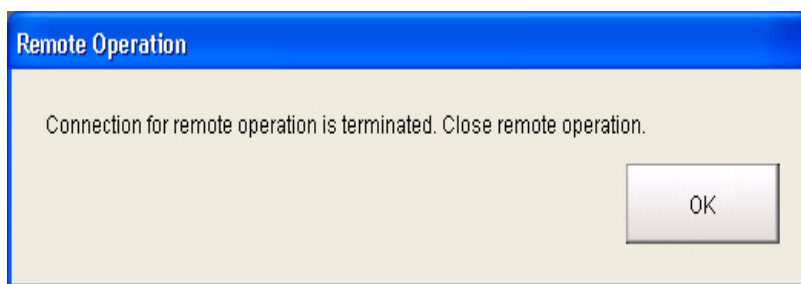 Remote Operation
Connection for remote operation is terminated. Close remote operation.
OK